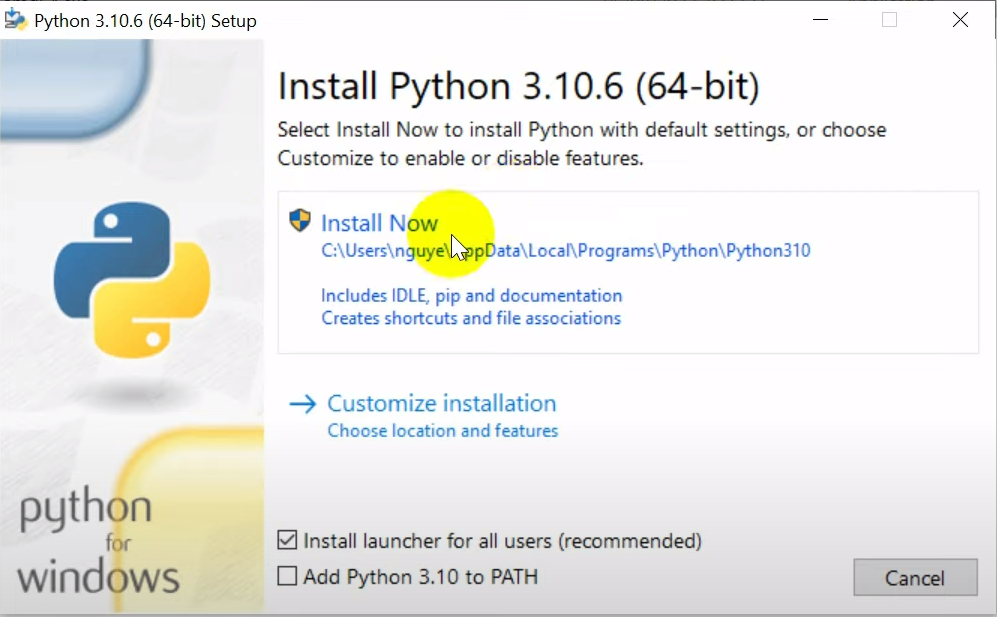 Python 3.10.6 (64-bit) Setup
Install Python 3.10.6 (64-bit)
Select Install Now to install Python with default settings, or choose
Customize to enable or disable features.
Install Now
C:\Users\nguye\AppData\Local\Programs\Python\Python310
Includes IDLE, pip and documentation
Creates shortcuts and file associations
→ Customize installation
Choose location and features
python
for
windows
Install launcher for all users (recommended)
Add Python 3.10 to PATH
Cancel